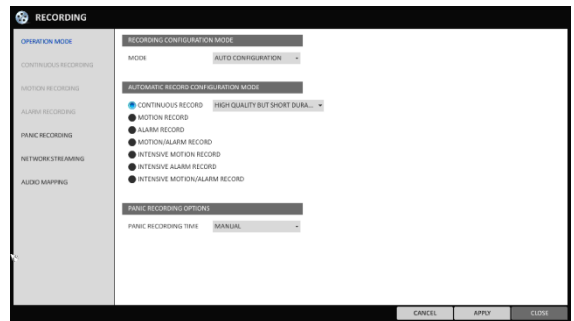 RECORDING
OPERATION MODE
CONTINUOUS RECORDING
MOTION RECORDING
ALARM RECORDING
PANIC RECORDING
NETWORK STREAMING
AUDIO MAPPING
RECORDING CONFIGURATION MODE
MODE AUTO CONFIGURATION
AUTOMATIC RECORD CONFIGURATION MODE
CONTINUOUS RECORD HIGH QUALITY BUT SHORT DURA...
MOTION RECORD
ALARM RECORD
MOTION/ALARM RECORD
INTENSIVE MOTION RECORD
INTENSIVE ALARM RECORD
INTENSIVE MOTION/ALARM RECORD
PANIC RECORDING OPTIONS
PANIC RECORDING TIME MANUAL
CANCEL APPLY CLOSE